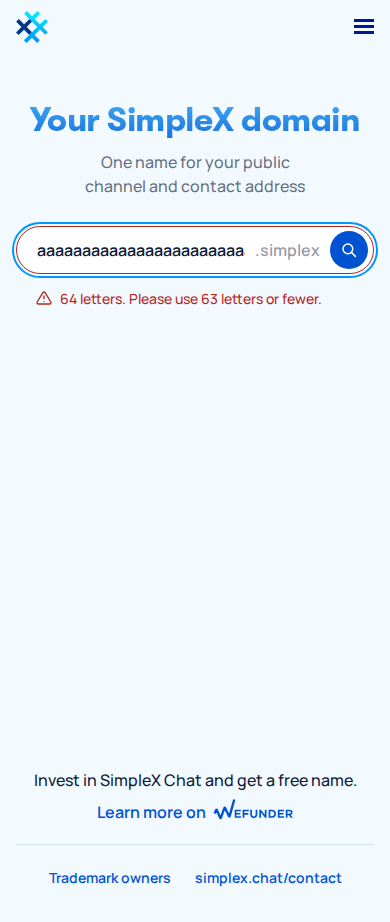 Your SimpleX domain
One name for your public
channel and contact address
aaaaaaaaaaaaaaaaaaaaaaa .simplex
64 letters. Please use 63 letters or fewer.
Invest in SimpleX Chat and get a free name.
Learn more on WEFUNDER
Trademark owners simplex.chat/contact